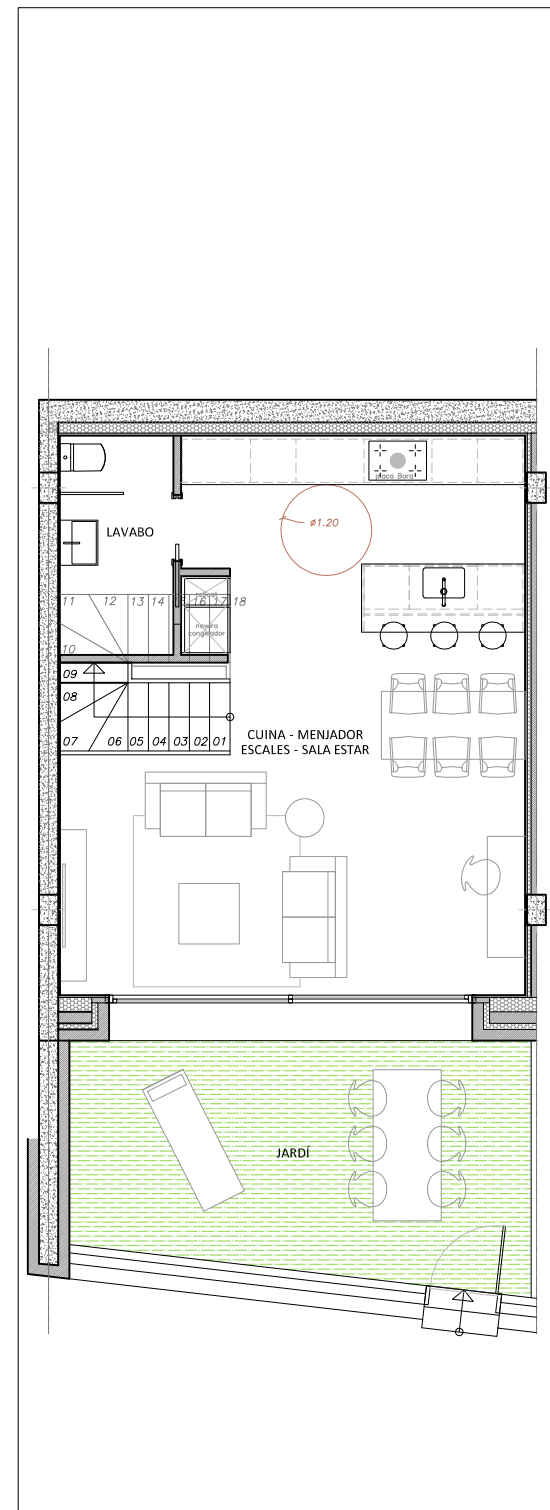 placa Bora
ø1.20
LAVABO
11 12 13 14 15 16 17 18
nevera
congelador
10
09
08
07 06 05 04 03 02 01
CUINA - MENJADOR
ESCALES - SALA ESTAR
JARDÍ